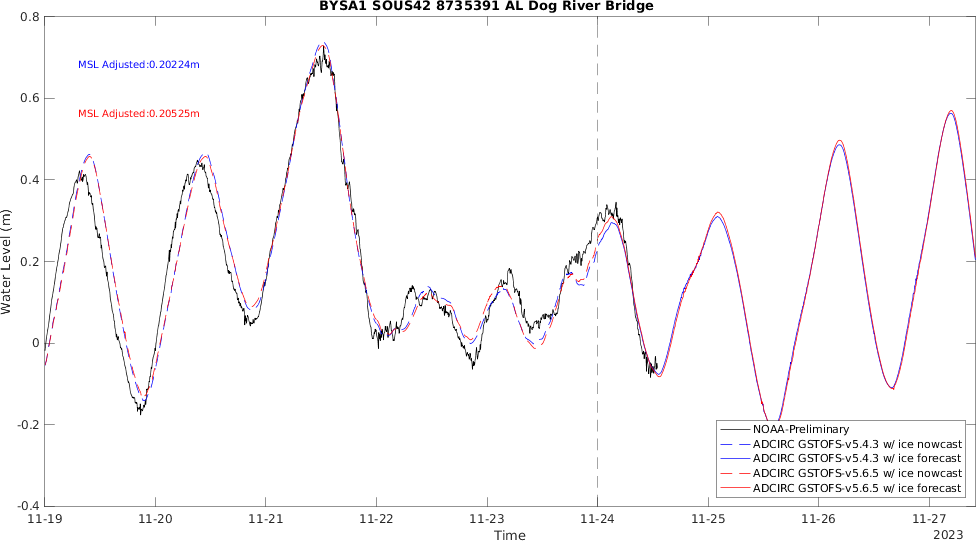 BYSA1 SOUS42 8735391 AL Dog River Bridge
0.8
MSL Adjusted:0.20224m
0.6
MSL Adjusted:0.20525m
0.4
Water Level (m)
0.2
0
-0.2
NOAA-Preliminary
ADCIRC GSTOFS-v5.4.3 w/ ice nowcast
ADCIRC GSTOFS-v5.4.3 w/ ice forecast
ADCIRC GSTOFS-v5.6.5 w/ ice nowcast
ADCIRC GSTOFS-v5.6.5 w/ ice forecast
-0.4
11-19 11-20 11-21 11-22 11-23 11-24 11-25 11-26 11-27
Time
2023